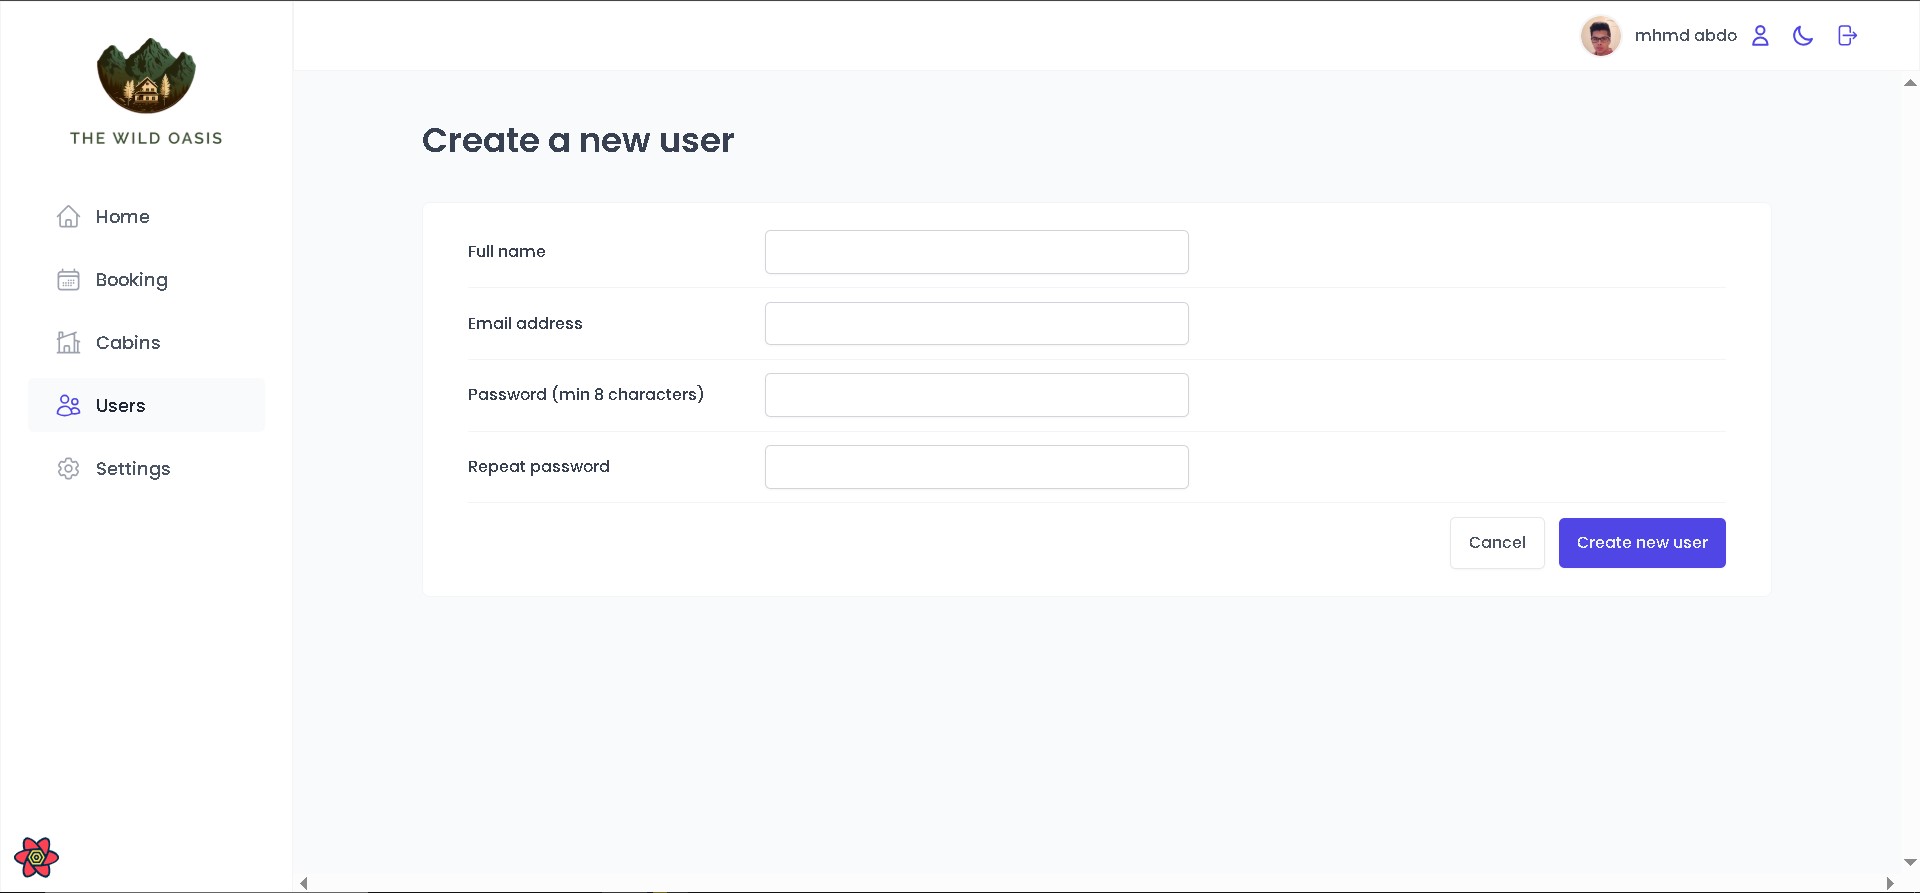 THE WILD OASIS
Home
Booking
Cabins
Users
Settings
mhmd abdo
Create a new user
Full name
Email address
Password (min 8 characters)
Repeat password
Cancel
Create new user